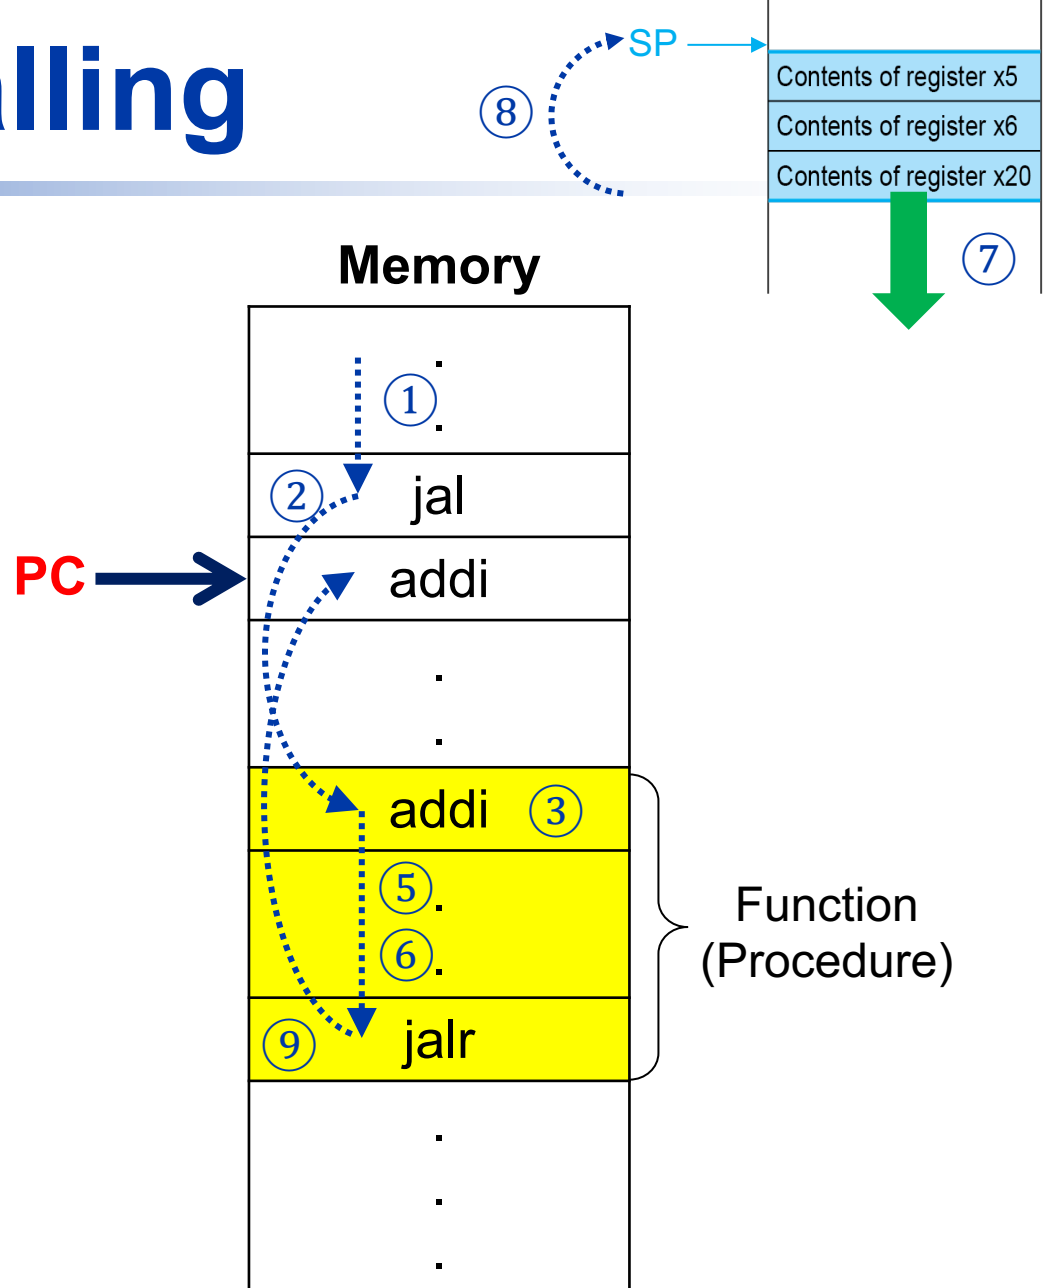 alling
SP
⑧
Contents of register x5
Contents of register x6
Contents of register x20
⑦
Memory
.
①
.
② jal
PC
addi
.
.
addi ③
⑤.
⑥.
Function
(Procedure)
⑨ jalr
.
.
.